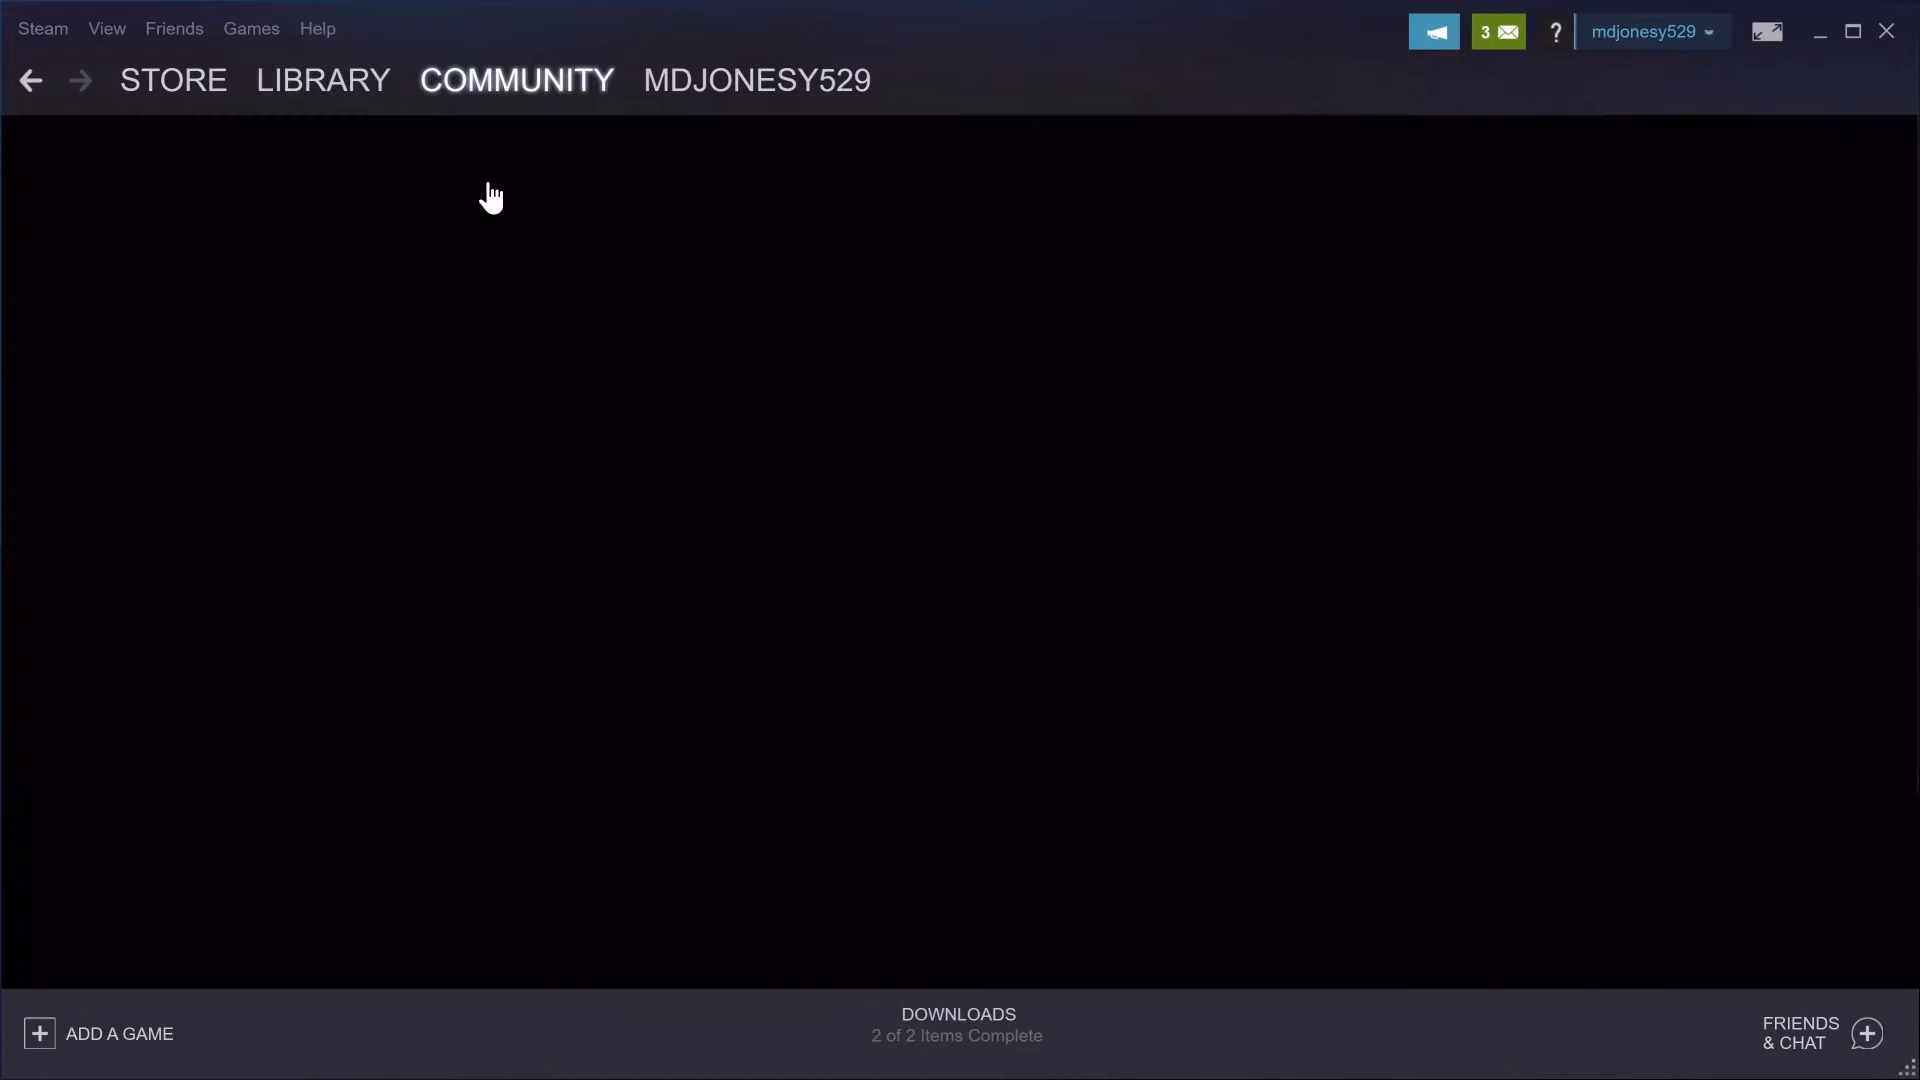 Steam View Friends Games Help
3 ? mdjonesy529
STORE LIBRARY COMMUNITY MDJONESY529
ADD A GAME
DOWNLOADS
2 of 2 Items Complete
FRIENDS
& CHAT